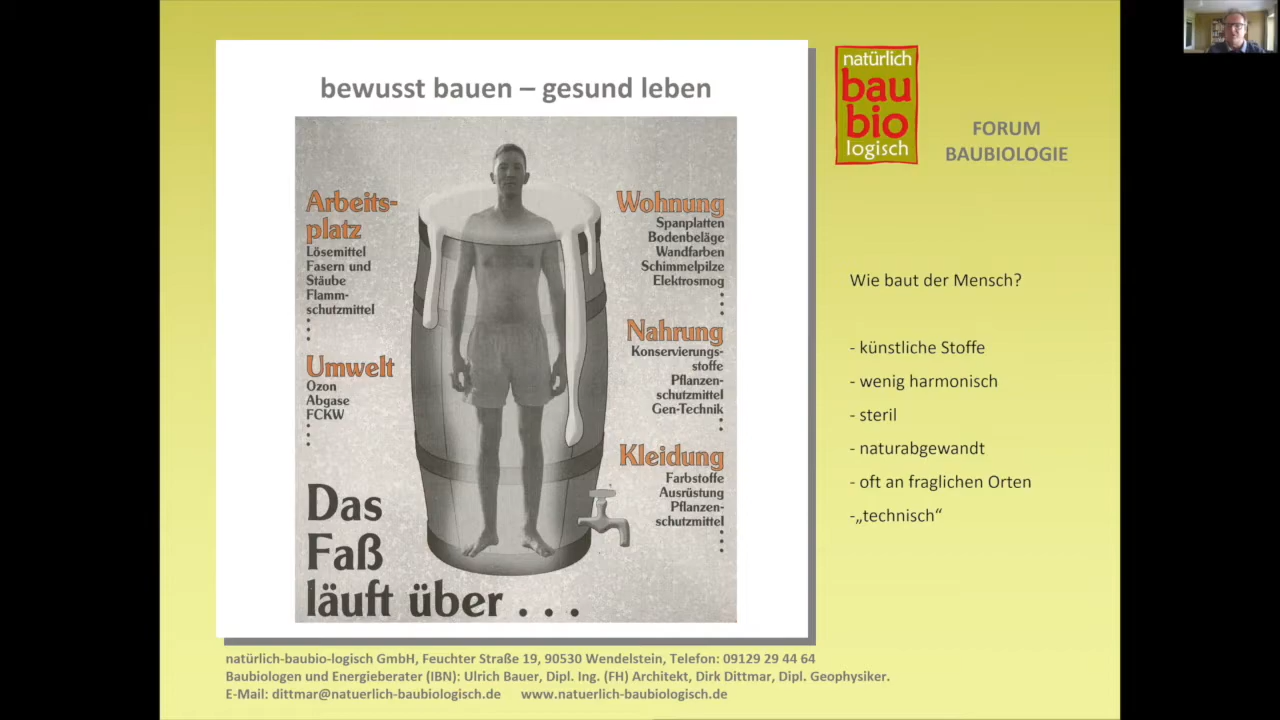 bewusst bauen – gesund leben
Arbeits-
platz
Lösemittel
Fasern und
Stäube
Flamm-
schutzmittel
Umwelt
Ozon
Abgase
FCKW
Wohnung
Spanplatten
Bodenbeläge
Wandfarben
Schimmelpilze
Elektrosmog
Nahrung
Konservierungs-
stoffe
Pflanzen-
schutzmittel
Gen-Technik
Kleidung
Farbstoffe
Ausrüstung
Pflanzen-
schutzmittel
Das
Faß
läuft über . . .
natürlich
bau
bio
logisch
FORUM
BAUBIOLOGIE
Wie baut der Mensch?
- künstliche Stoffe
- wenig harmonisch
- steril
- naturabgewandt
- oft an fraglichen Orten
-„technisch“
natürlich-baubio-logisch GmbH, Feuchter Straße 19, 90530 Wendelstein, Telefon: 09129 29 44 64
Baubiologen und Energieberater (IBN): Ulrich Bauer, Dipl. Ing. (FH) Architekt, Dirk Dittmar, Dipl. Geophysiker.
E-Mail: dittmar@natuerlich-baubiologisch.de www.natuerlich-baubiologisch.de